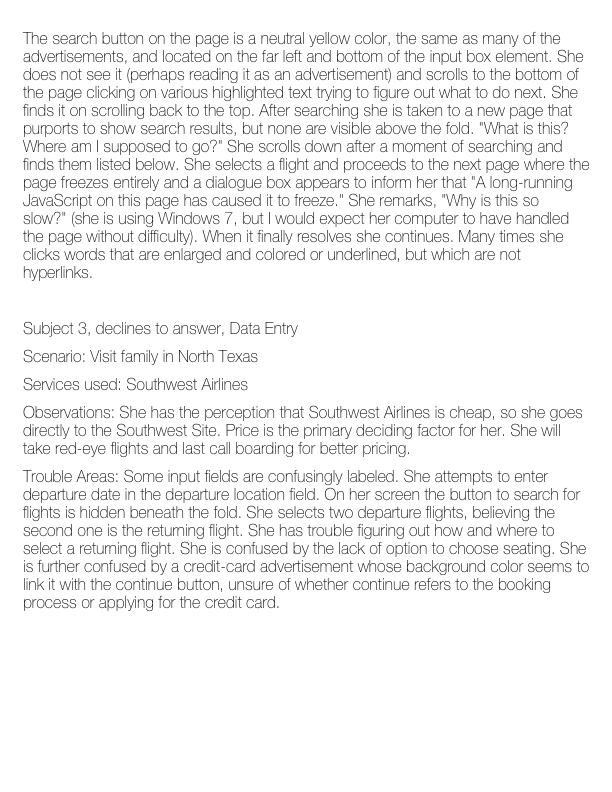 The search button on the page is a neutral yellow color, the same as many of the
advertisements, and located on the far left and bottom of the input box element. She
does not see it (perhaps reading it as an advertisement) and scrolls to the bottom of
the page clicking on various highlighted text trying to figure out what to do next. She
finds it on scrolling back to the top. After searching she is taken to a new page that
purports to show search results, but none are visible above the fold. "What is this?
Where am I supposed to go?" She scrolls down after a moment of searching and
finds them listed below. She selects a flight and proceeds to the next page where the
page freezes entirely and a dialogue box appears to inform her that "A long-running
JavaScript on this page has caused it to freeze." She remarks, "Why is this so
slow?" (she is using Windows 7, but I would expect her computer to have handled
the page without difficulty). When it finally resolves she continues. Many times she
clicks words that are enlarged and colored or underlined, but which are not
hyperlinks.
Subject 3, declines to answer, Data Entry
Scenario: Visit family in North Texas
Services used: Southwest Airlines
Observations: She has the perception that Southwest Airlines is cheap, so she goes
directly to the Southwest Site. Price is the primary deciding factor for her. She will
take red-eye flights and last call boarding for better pricing.
Trouble Areas: Some input fields are confusingly labeled. She attempts to enter
departure date in the departure location field. On her screen the button to search for
flights is hidden beneath the fold. She selects two departure flights, believing the
second one is the returning flight. She has trouble figuring out how and where to
select a returning flight. She is confused by the lack of option to choose seating. She
is further confused by a credit-card advertisement whose background color seems to
link it with the continue button, unsure of whether continue refers to the booking
process or applying for the credit card.